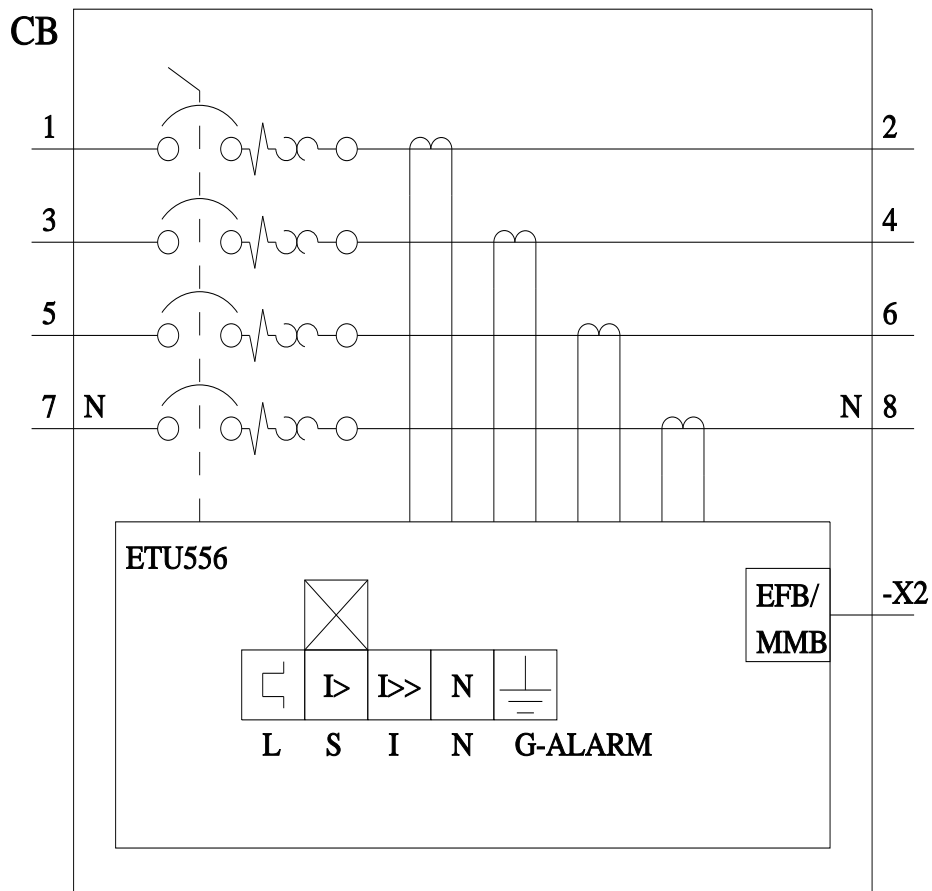 CB
1
2
3
4
5
6
7 N
N 8
ETU556
EFB/
MMB
-X2
I> I>> N
L S I N G-ALARM